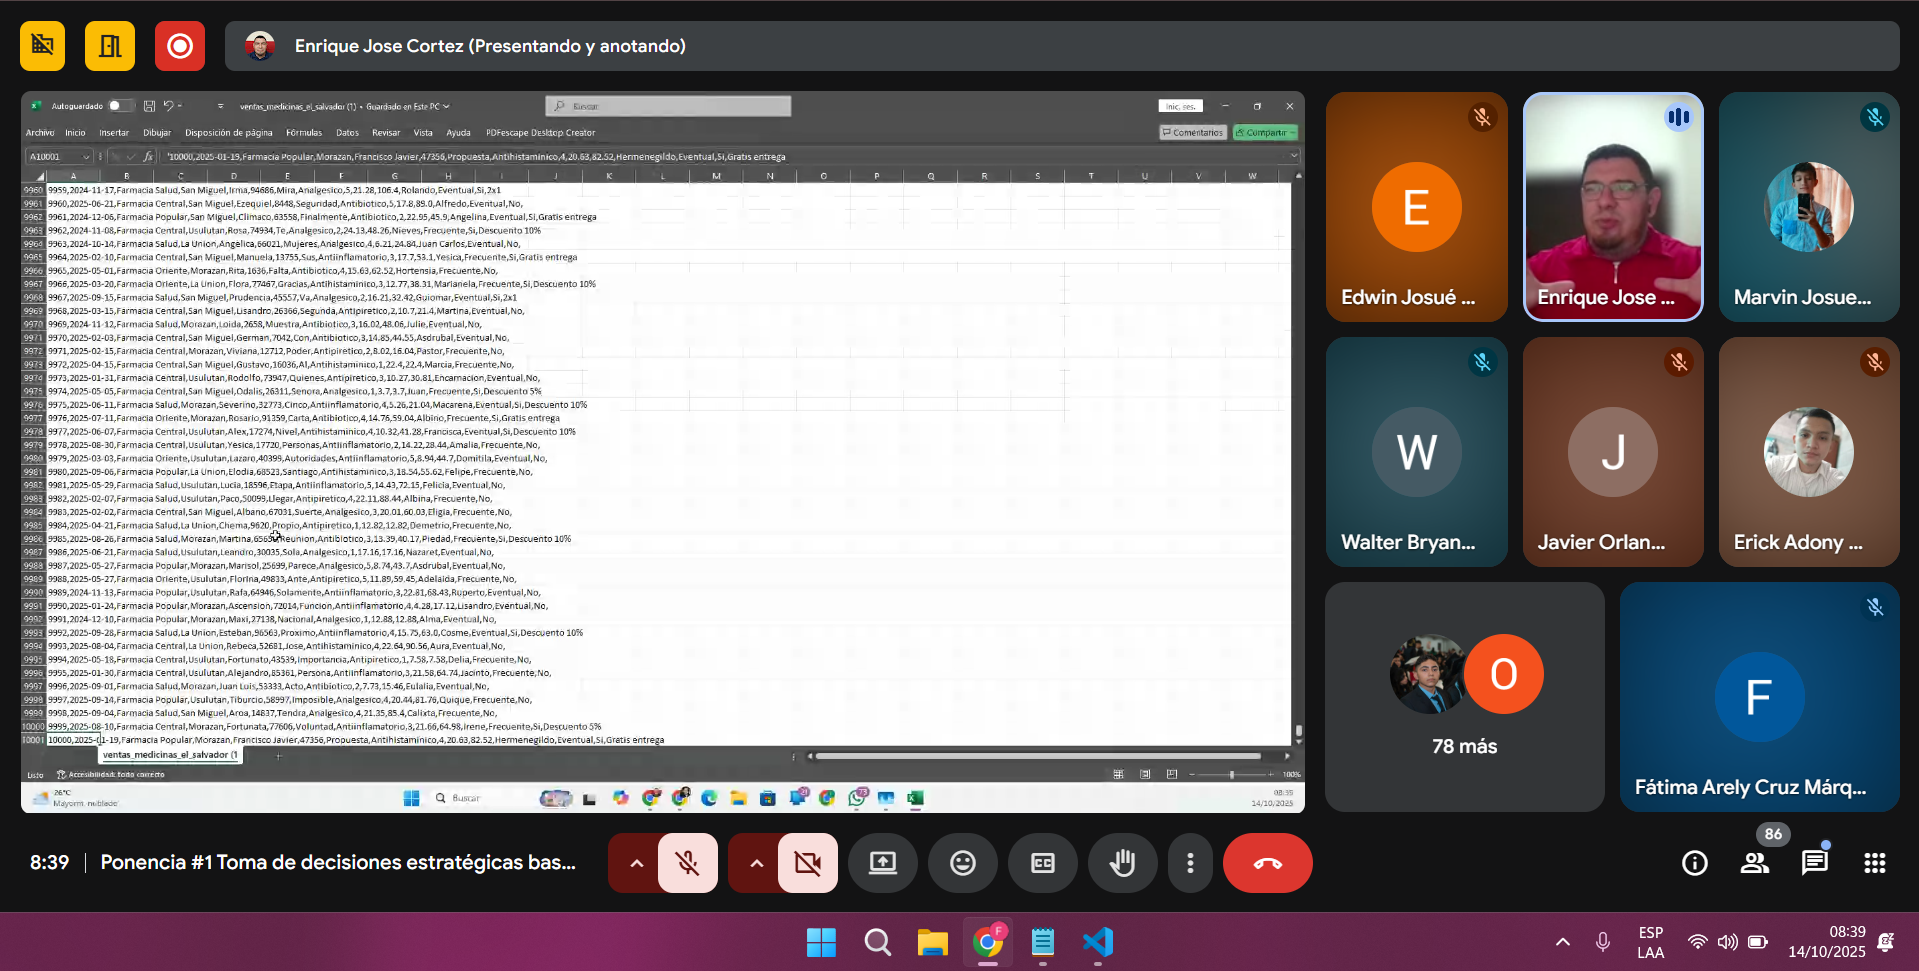 Enrique Jose Cortez (Presentando y anotando)
Autoguardado
ventas_medicinas_el_salvador (1) • Guardado en Este PC
Buscar
Inic. ses.
Archivo Inicio Insertar Dibujar Disposición de página Fórmulas Datos Revisar Vista Ayuda PDFescape Desktop Creator
Comentarios
Compartir
A10001
fx
'10000,2025-01-19,Farmacia Popular,Morazan,Francisco Javier,47356,Propuesta,Antihistaminico,4,20.63,82.52,Hermenegildo,Eventual,Si,Gratis entrega
A B C D E F G H I J K L M N O P Q R S T U V W
9960 9959,2024-11-17,Farmacia Salud,San Miguel,Irma,94686,Mira,Analgesico,5,21.28,106.4,Rolando,Eventual,Si,2x1
9961 9960,2025-06-21,Farmacia Central,San Miguel,Ezequiel,8448,Seguridad,Antibiotico,5,17.8,89.0,Alfredo,Eventual,No,
9962 9961,2024-12-06,Farmacia Popular,San Miguel,Climaco,63558,Finalmente,Antibiotico,2,22.95,45.9,Angelina,Eventual,Si,Gratis entrega
9963 9962,2024-11-08,Farmacia Central,Usulutan,Rosa,74934,Te,Analgesico,2,24.13,48.26,Nieves,Frecuente,Si,Descuento 10%
9964 9963,2024-10-14,Farmacia Salud,La Union,Angelica,66021,Mujeres,Analgesico,4,6.21,24.84,Juan Carlos,Eventual,No,
9965 9964,2025-02-10,Farmacia Central,San Miguel,Manuela,13755,Sus,Antiinflamatorio,3,17.7,53.1,Yesica,Frecuente,Si,Gratis entrega
9966 9965,2025-05-01,Farmacia Oriente,Morazan,Rita,1636,Falta,Antibiotico,4,15.63,62.52,Hortensia,Frecuente,No,
9967 9966,2025-03-20,Farmacia Oriente,La Union,Flora,77467,Gracias,Antihistaminico,3,12.77,38.31,Marianela,Frecuente,Si,Descuento 10%
9968 9967,2025-09-15,Farmacia Salud,San Miguel,Prudencia,45557,Va,Analgesico,2,16.21,32.42,Guiomar,Eventual,Si,2x1
9969 9968,2025-03-15,Farmacia Central,San Miguel,Lisandro,26366,Segunda,Antipiretico,2,10.7,21.4,Martina,Eventual,No,
9970 9969,2024-11-12,Farmacia Salud,Morazan,Loida,2658,Muestra,Antibiotico,3,16.02,48.06,Julie,Eventual,No,
9971 9970,2025-02-03,Farmacia Central,San Miguel,German,7042,Con,Antibiotico,3,14.85,44.55,Asdrubal,Eventual,No,
9972 9971,2025-02-15,Farmacia Central,Morazan,Viviana,12712,Poder,Antipiretico,2,8.02,16.04,Pastor,Frecuente,No,
9973 9972,2025-04-15,Farmacia Central,San Miguel,Gustavo,16036,Al,Antihistaminico,1,22.4,22.4,Marcia,Frecuente,No,
9974 9973,2025-01-31,Farmacia Central,Usulutan,Rodolfo,73947,Quienes,Antipiretico,3,10.27,30.81,Encarnacion,Eventual,No,
9975 9974,2025-05-05,Farmacia Central,San Miguel,Odalis,26311,Senora,Analgesico,1,3.7,3.7,Juan,Frecuente,Si,Descuento 5%
9976 9975,2025-06-11,Farmacia Salud,Morazan,Severino,32773,Cinco,Antiinflamatorio,4,5.26,21.04,Macarena,Eventual,Si,Descuento 10%
9977 9976,2025-07-11,Farmacia Oriente,Morazan,Rosario,91359,Carta,Antibiotico,4,14.76,59.04,Albino,Frecuente,Si,Gratis entrega
9978 9977,2025-06-07,Farmacia Central,Usulutan,Alex,17274,Nivel,Antihistaminico,4,10.32,41.28,Francisca,Eventual,Si,Descuento 10%
9979 9978,2025-08-30,Farmacia Central,Usulutan,Yesica,17720,Personas,Antiinflamatorio,2,14.22,28.44,Amalia,Frecuente,No,
9980 9979,2025-03-03,Farmacia Oriente,Usulutan,Lazaro,40399,Autoridades,Antiinflamatorio,5,8.94,44.7,Domitila,Eventual,No,
9981 9980,2025-09-06,Farmacia Popular,La Union,Elodia,68523,Santiago,Antihistaminico,3,18.54,55.62,Felipe,Frecuente,No,
9982 9981,2025-05-29,Farmacia Salud,Usulutan,Lucia,18596,Etapa,Antiinflamatorio,5,14.43,72.15,Felicia,Eventual,No,
9983 9982,2025-02-07,Farmacia Central,Usulutan,Paco,50099,Llegar,Antipiretico,4,22.11,88.44,Albina,Frecuente,No,
9984 9983,2025-02-02,Farmacia Central,San Miguel,Albano,67031,Suerte,Analgesico,3,20.01,60.03,Eligia,Frecuente,No,
9985 9984,2025-04-21,Farmacia Salud,La Union,Chema,9620,Propio,Antipiretico,1,12.82,12.82,Demetrio,Frecuente,No,
9986 9985,2025-08-26,Farmacia Salud,Morazan,Martina,Reunion,Antibiotico,3,13.39,40.17,Piedad,Frecuente,Si,Descuento 10%
9987 9986,2025-06-21,Farmacia Salud,Usulutan,Leandro,30035,Sola,Analgesico,1,17.16,17.16,Nazaret,Eventual,No,
9988 9987,2025-05-27,Farmacia Popular,Morazan,Marisol,25699,Parece,Analgesico,5,8.74,43.7,Asdrubal,Eventual,No,
9989 9988,2025-05-27,Farmacia Oriente,Usulutan,Florina,49833,Ante,Antipiretico,5,11.89,59.45,Adelaida,Frecuente,No,
9990 9989,2024-11-13,Farmacia Popular,Usulutan,Rafa,64946,Solamente,Antiinflamatorio,3,22.81,68.43,Ruperto,Eventual,No,
9991 9990,2025-01-24,Farmacia Popular,Morazan,Ascension,72014,Funcion,Antiinflamatorio,4,4.28,17.12,Lisandro,Eventual,No,
9992 9991,2024-12-10,Farmacia Popular,Morazan,Maxi,27138,Nacional,Analgesico,1,12.88,12.88,Alma,Eventual,No,
9993 9992,2025-09-28,Farmacia Salud,La Union,Esteban,96563,Proximo,Antiinflamatorio,4,15.75,63.0,Cosme,Eventual,Si,Descuento 10%
9994 9993,2025-08-04,Farmacia Central,La Union,Rebeca,52681,Jose,Antihistaminico,4,22.64,90.56,Aura,Eventual,No,
9995 9994,2025-05-18,Farmacia Central,Usulutan,Fortunato,43539,Importancia,Antipiretico,1,7.58,7.58,Delia,Frecuente,No,
9996 9995,2025-01-30,Farmacia Central,Usulutan,Alejandro,85361,Persona,Antihistaminico,3,21.58,64.74,Jacinto,Frecuente,No,
9997 9996,2025-09-01,Farmacia Salud,Morazan,Juan Luis,53333,Acto,Antibiotico,2,7.73,15.46,Eulalia,Eventual,No,
9998 9997,2025-09-14,Farmacia Popular,Usulutan,Tiburcio,58997,Imposible,Analgesico,4,20.44,81.76,Quique,Frecuente,No,
9999 9998,2025-09-04,Farmacia Salud,San Miguel,Aroa,14837,Tendra,Analgesico,4,21.35,85.4,Calixta,Frecuente,No,
10000 9999,2025-08-10,Farmacia Central,Morazan,Fortunata,77606,Voluntad,Antiinflamatorio,3,21.66,64.98,Irene,Frecuente,Si,Descuento 5%
10001 10000,2025-01-19,Farmacia Popular,Morazan,Francisco Javier,47356,Propuesta,Antihistaminico,4,20.63,82.52,Hermenegildo,Eventual,Si,Gratis entrega
ventas_medicinas_el_salvador (1
Listo
Accesibilidad: todo correcto
100%
26°C
Mayorm. nublado
Buscar
21
73
08:39
14/10/2025
E
Edwin Josué ...
Enrique Jose ...
Marvin Josue...
W
Walter Bryan...
J
Javier Orlan...
Erick Adony ...
O
78 más
F
Fátima Arely Cruz Márq...
8:39
Ponencia #1 Toma de decisiones estratégicas bas...
CC
86
F
ESP
LAA
08:39
14/10/2025